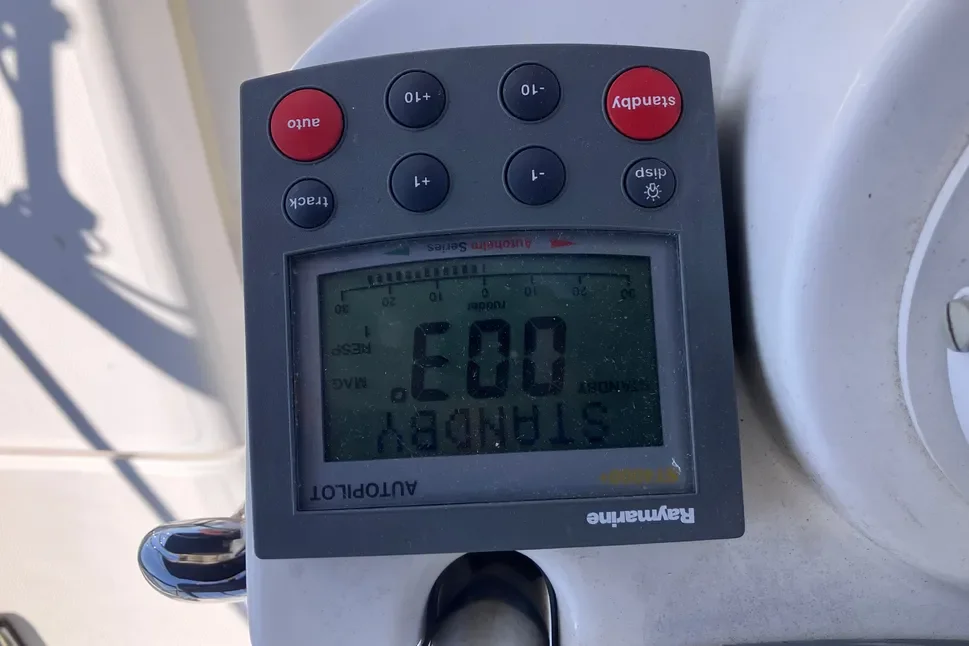 Raymarine
AUTOPILOT
STANDBY
STANDBY 003° MAG
RESP
1
rudder
30 20 10 0 10 20 30
Autohelm Series
disp -1 +1 track
standby -10 +10 auto